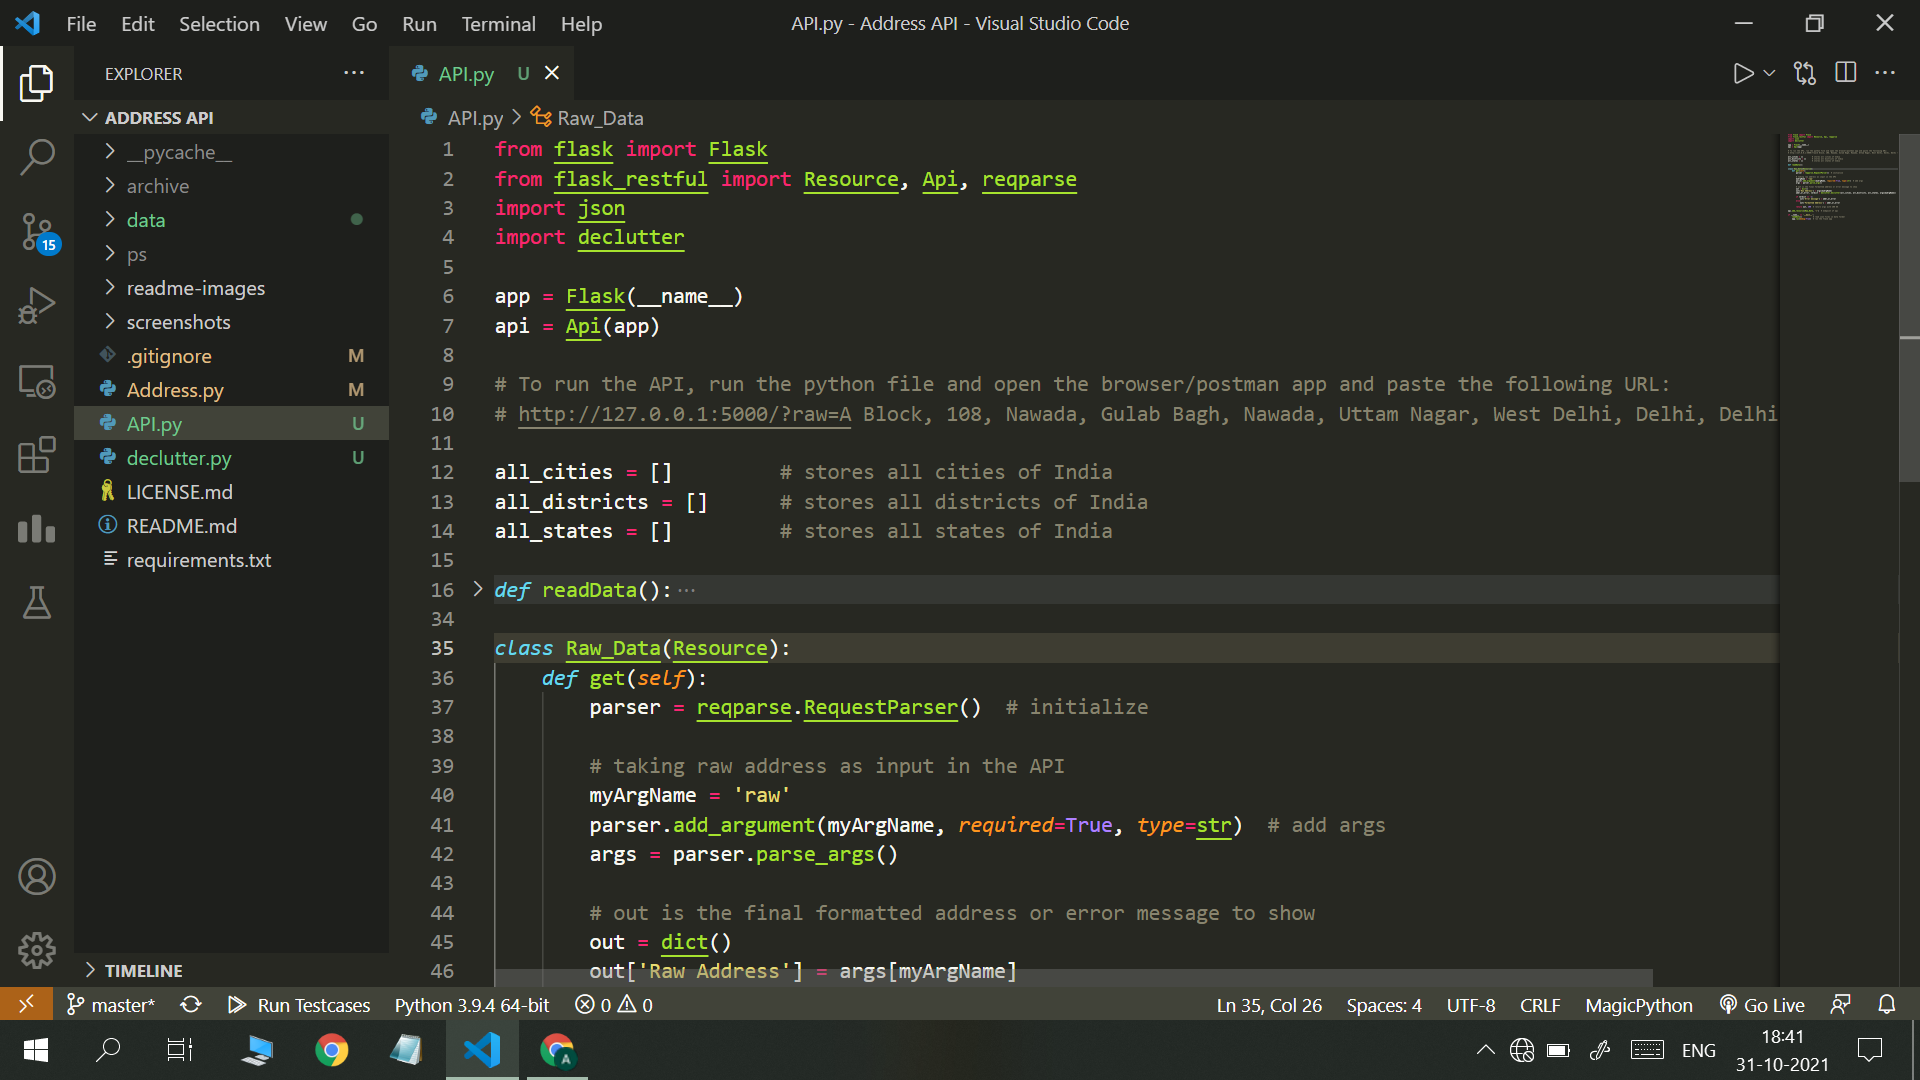 File Edit Selection View Go Run Terminal Help
API.py - Address API - Visual Studio Code
EXPLORER
API.py U
ADDRESS API
API.py > Raw_Data
__pycache__
archive
data
ps
readme-images
screenshots
.gitignore M
Address.py M
API.py U
declutter.py U
LICENSE.md
README.md
requirements.txt
TIMELINE
15
1 from flask import Flask
2 from flask_restful import Resource, Api, reqparse
3 import json
4 import declutter
5
6 app = Flask(__name__)
7 api = Api(app)
8
9 # To run the API, run the python file and open the browser/postman app and paste the following URL:
10 # http://127.0.0.1:5000/?raw=A Block, 108, Nawada, Gulab Bagh, Nawada, Uttam Nagar, West Delhi, Delhi, Delhi
11
12 all_cities = [] # stores all cities of India
13 all_districts = [] # stores all districts of India
14 all_states = [] # stores all states of India
15
16 def readData():···
34
35 class Raw_Data(Resource):
36 def get(self):
37 parser = reqparse.RequestParser() # initialize
38
39 # taking raw address as input in the API
40 myArgName = 'raw'
41 parser.add_argument(myArgName, required=True, type=str) # add args
42 args = parser.parse_args()
43
44 # out is the final formatted address or error message to show
45 out = dict()
46 out['Raw Address'] = args[myArgName]
master* Run Testcases Python 3.9.4 64-bit 0 0 Ln 35, Col 26 Spaces: 4 UTF-8 CRLF MagicPython Go Live
A
ENG
18:41
31-10-2021